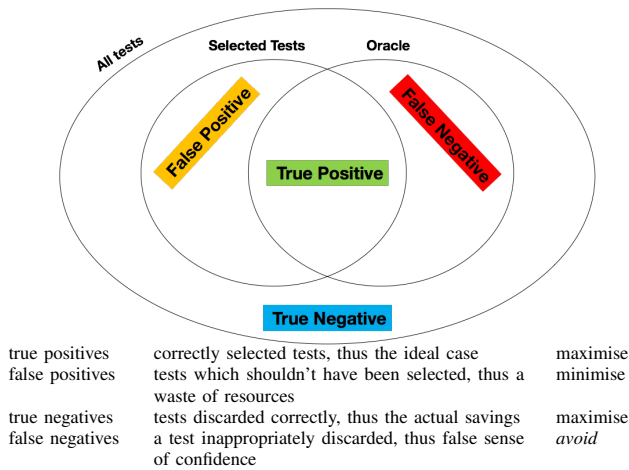 All tests
Selected Tests
Oracle
False Positive
False Negative
True Positive
True Negative
true positives correctly selected tests, thus the ideal case maximise
false positives tests which shouldn't have been selected, thus a minimise
waste of resources
true negatives tests discarded correctly, thus the actual savings maximise
false negatives a test inappropriately discarded, thus false sense avoid
of confidence